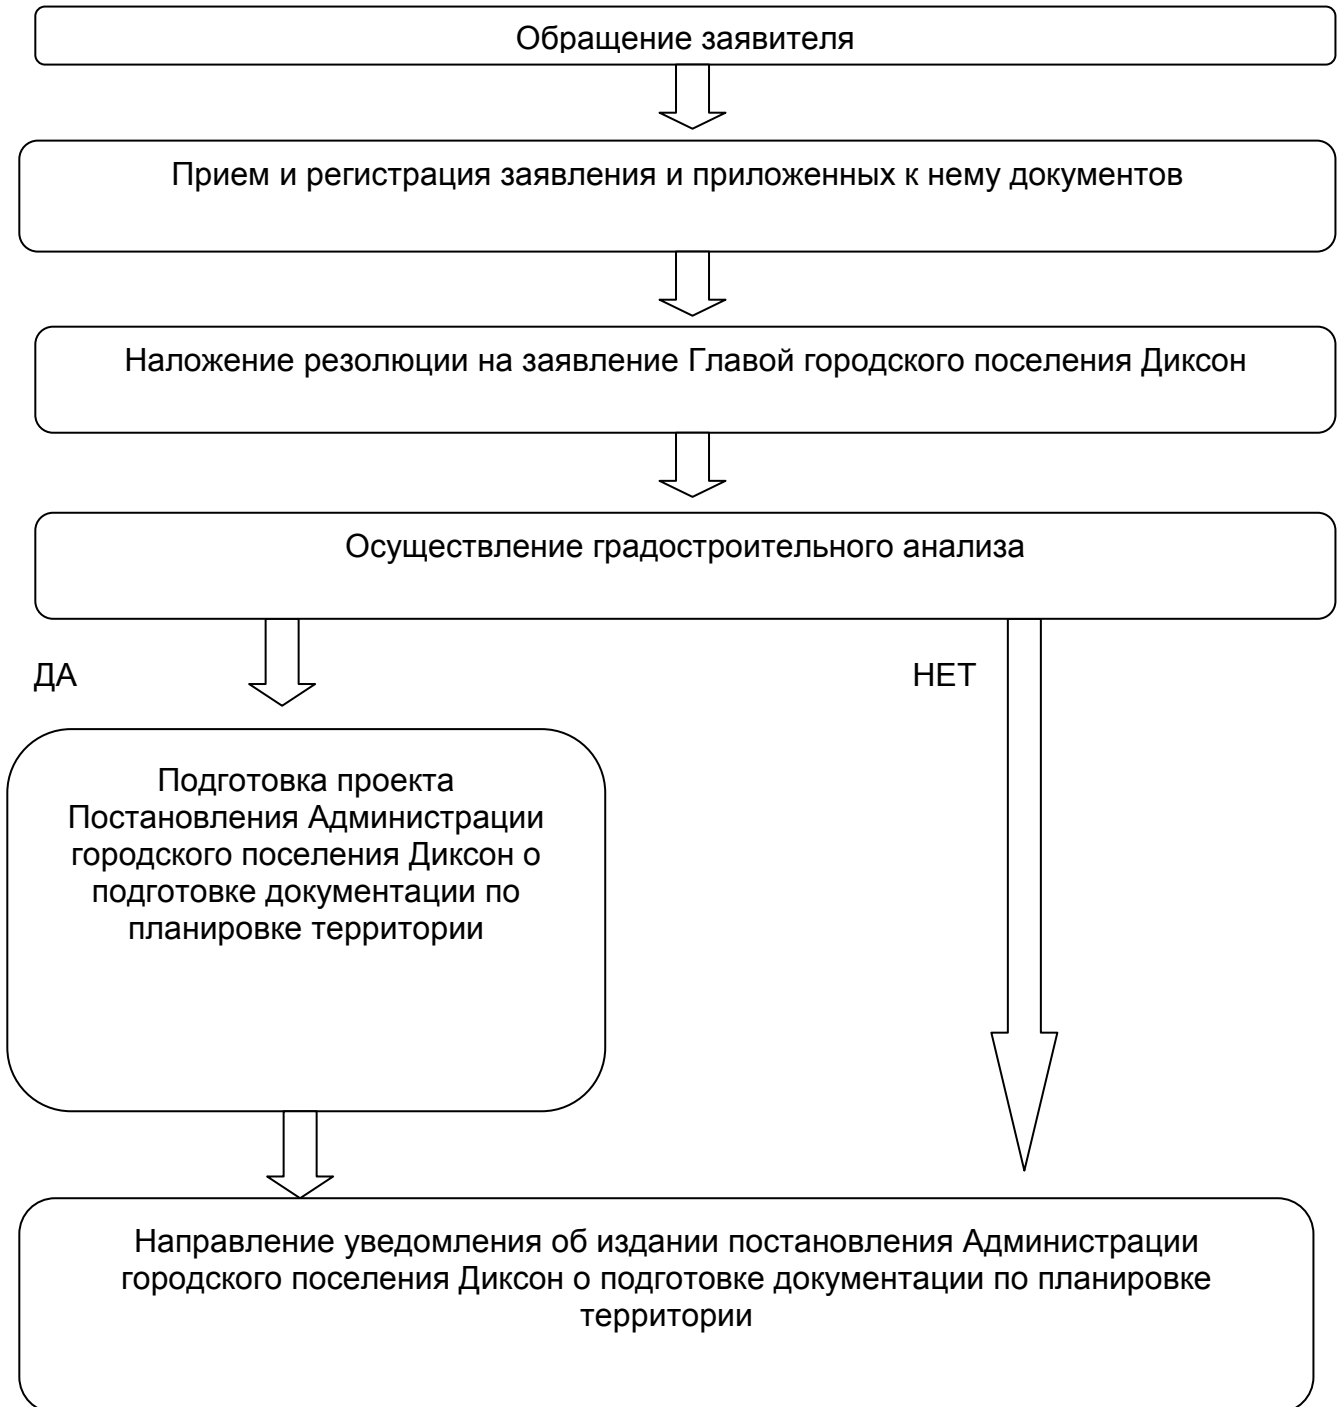 Обращение заявителя
Прием и регистрация заявления и приложенных к нему документов
Наложение резолюции на заявление Главой городского поселения Диксон
Осуществление градостроительного анализа
ДА
НЕТ
Подготовка проекта
Постановления Администрации
городского поселения Диксон о
подготовке документации по
планировке территории
Направление уведомления об издании постановления Администрации
городского поселения Диксон о подготовке документации по планировке
территории